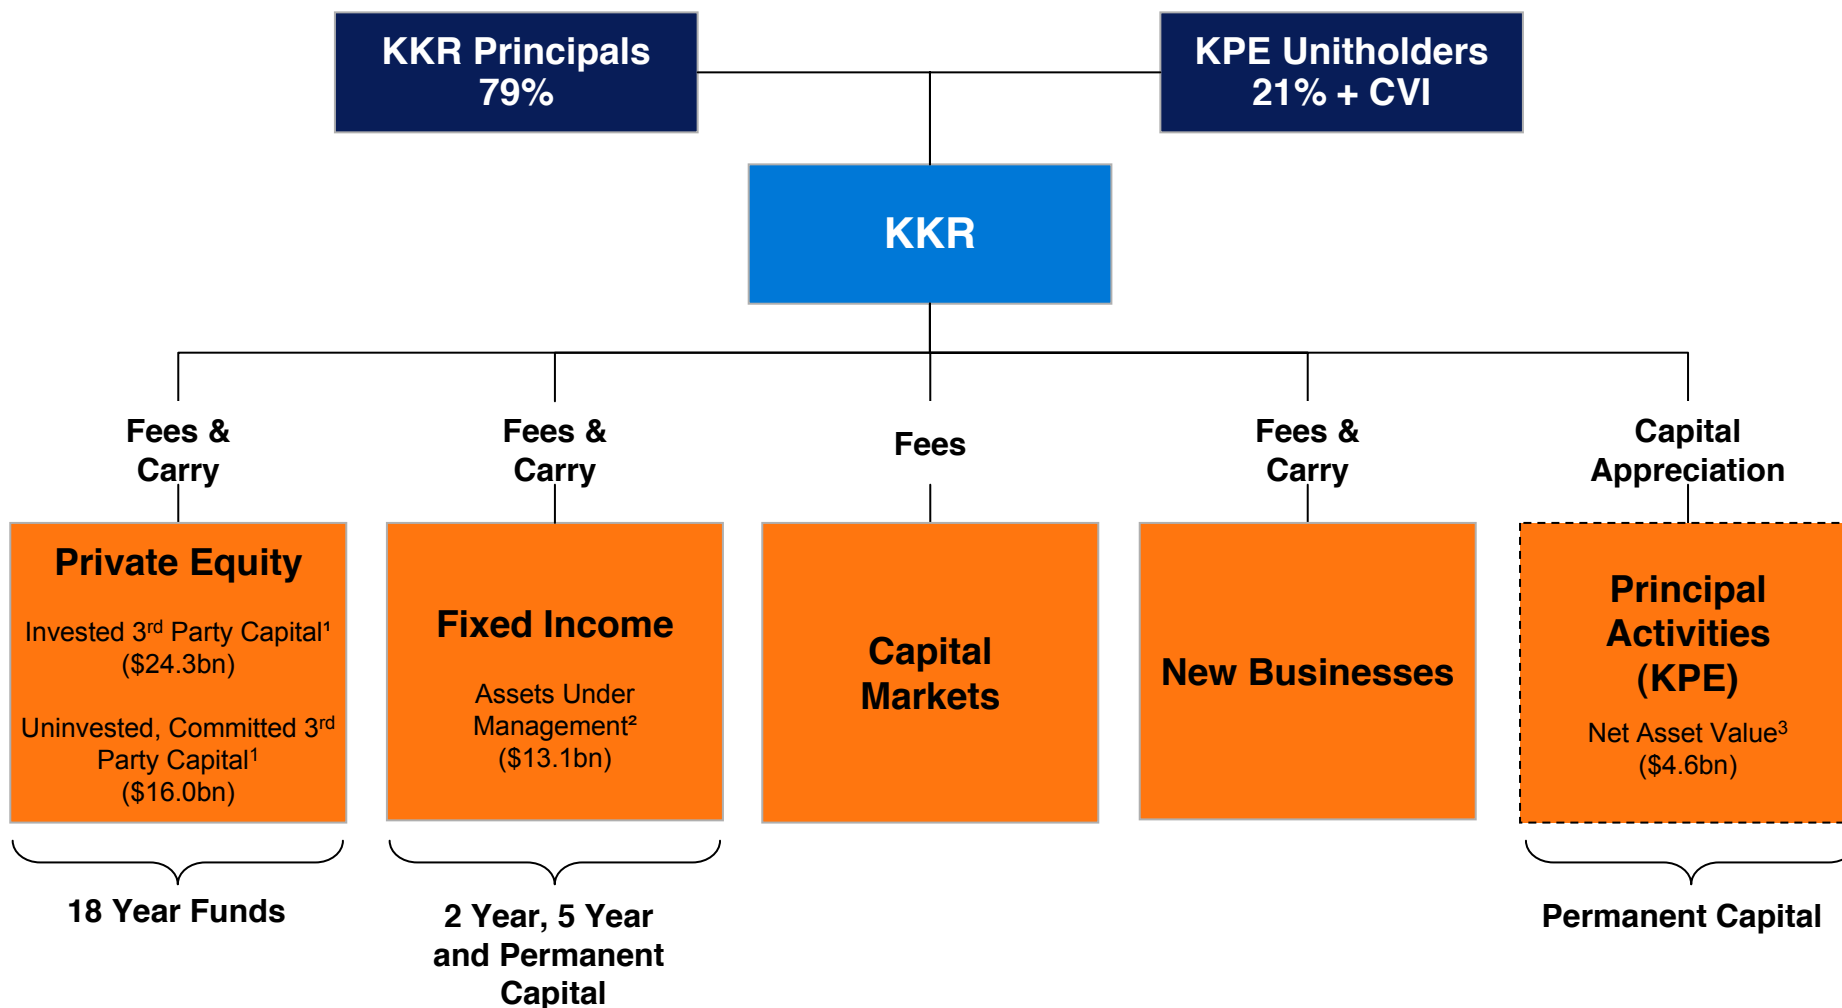 KKR Principals
79%
KPE Unitholders
21% + CVI
KKR
Fees &
Carry
Fees &
Carry
Fees
Fees &
Carry
Capital
Appreciation
Private Equity
Invested 3rd Party Capital¹
($24.3bn)
Uninvested, Committed 3rd
Party Capital¹
($16.0bn)
Fixed Income
Assets Under
Management²
($13.1bn)
Capital
Markets
New Businesses
Principal
Activities
(KPE)
Net Asset Value³
($4.6bn)
18 Year Funds
2 Year, 5 Year
and Permanent
Capital
Permanent Capital